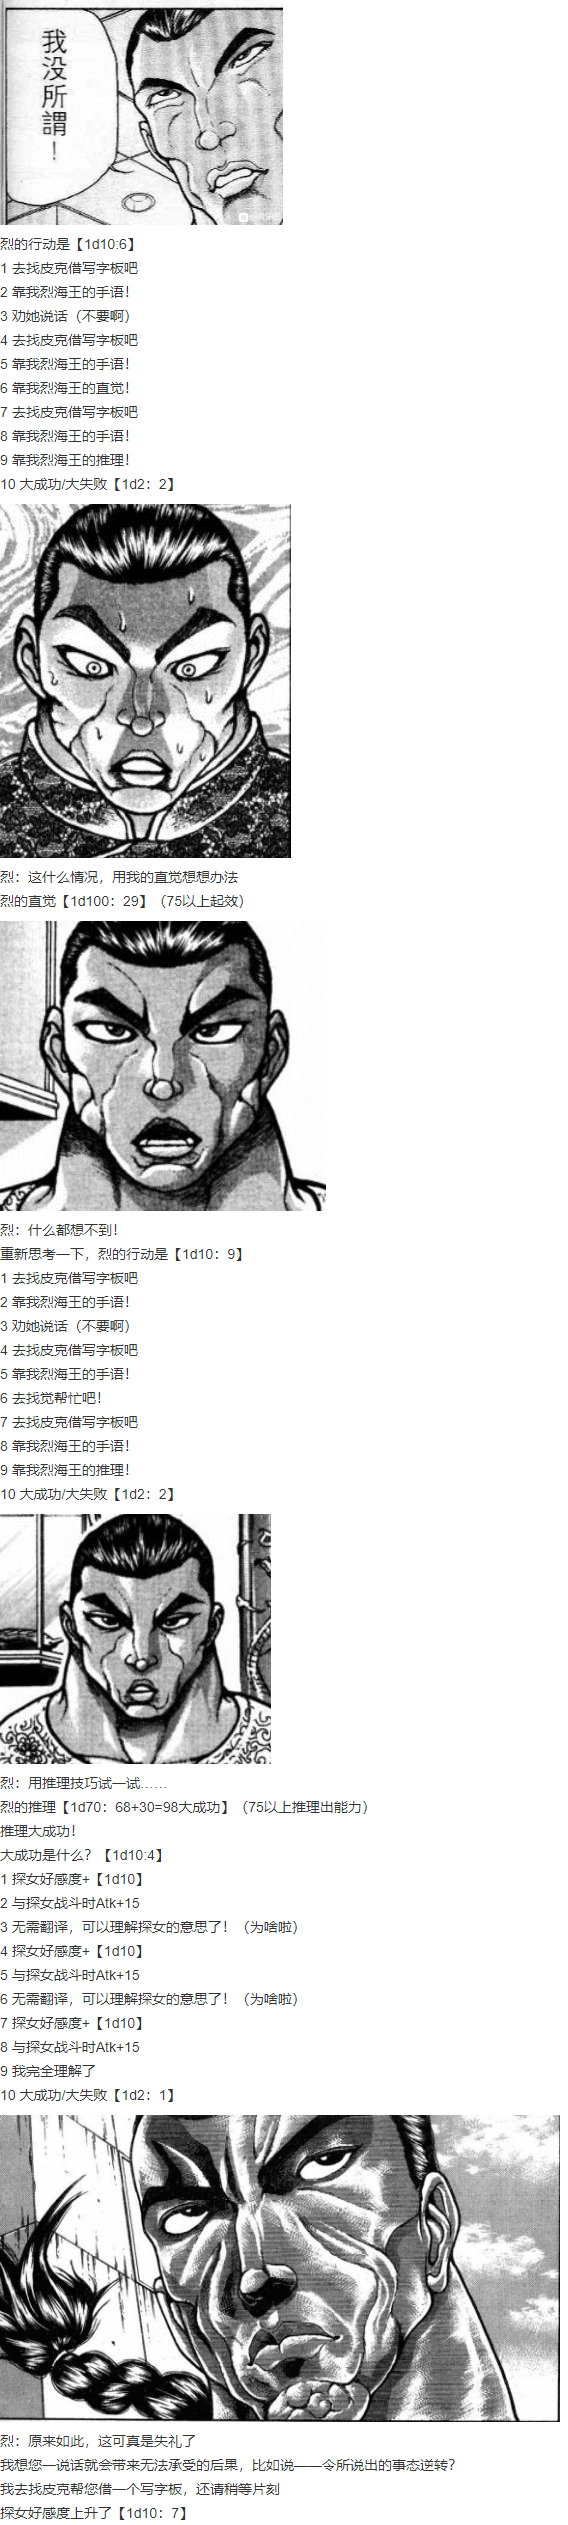 我没所謂！
烈的行动是【1d10:6】
1 去找皮克借写字板吧
2 靠我烈海王的手语！
3 劝她说话（不要啊）
4 去找皮克借写字板吧
5 靠我烈海王的手语！
6 靠我烈海王的直觉！
7 去找皮克借写字板吧
8 靠我烈海王的手语！
9 靠我烈海王的推理！
10 大成功/大失败【1d2：2】
烈：这什么情况，用我的直觉想想办法
烈的直觉【1d100：29】（75以上起效）
烈：什么都想不到！
重新思考一下，烈的行动是【1d10：9】
1 去找皮克借写字板吧
2 靠我烈海王的手语！
3 劝她说话（不要啊）
4 去找皮克借写字板吧
5 靠我烈海王的手语！
6 去找觉帮忙吧！
7 去找皮克借写字板吧
8 靠我烈海王的手语！
9 靠我烈海王的推理！
10 大成功/大失败【1d2：2】
烈：用推理技巧试一试……
烈的推理【1d70：68+30=98大成功】（75以上推理出能力）
推理大成功！
大成功是什么？【1d10:4】
1 探女好感度+【1d10】
2 与探女战斗时Atk+15
3 无需翻译，可以理解探女的意思了！（为啥啦）
4 探女好感度+【1d10】
5 与探女战斗时Atk+15
6 无需翻译，可以理解探女的意思了！（为啥啦）
7 探女好感度+【1d10】
8 与探女战斗时Atk+15
9 我完全理解了
10 大成功/大失败【1d2：1】
烈：原来如此，这可真是失礼了
我想您一说话就会带来无法承受的后果，比如说——令所说出的事态逆转？
我去找皮克帮您借一个写字板，还请稍等片刻
探女好感度上升了【1d10：7】